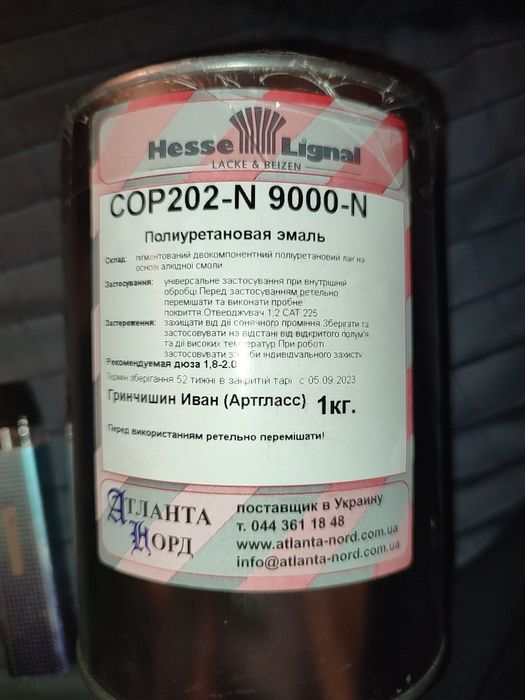 Hesse Lignal
LACKE & BEIZEN
COP202-N 9000-N
Полиуретановая эмаль
Склад: пігментований двокомпонентний поліуретановий лак на
основі алкідної смоли
Застосування: універсальне застосування при внутрішній
обробці Перед застосуванням ретельно
перемішати та виконати пробне
покриття Отверджувач 1,2 САТ 225
Застереження: захищати від дії сонячного проміння Зберігати та
застосовувати на відстані від відкритого полум'я
та дії високих температур При роботі
застосовувати засоби індивідуального захисту
Рекомендуемая дюза 1,8-2.0
Термін зберігання 52 тижні в закритій тарі с 05.09.2023
Гринчишин Иван (Артгласс) 1кг.
Перед використанням ретельно перемішати!
АТЛАНТА
НОРД
поставщик в Украину
т. 044 361 18 48
www.atlanta-nord.com.ua
info@atlanta-nord.com.ua